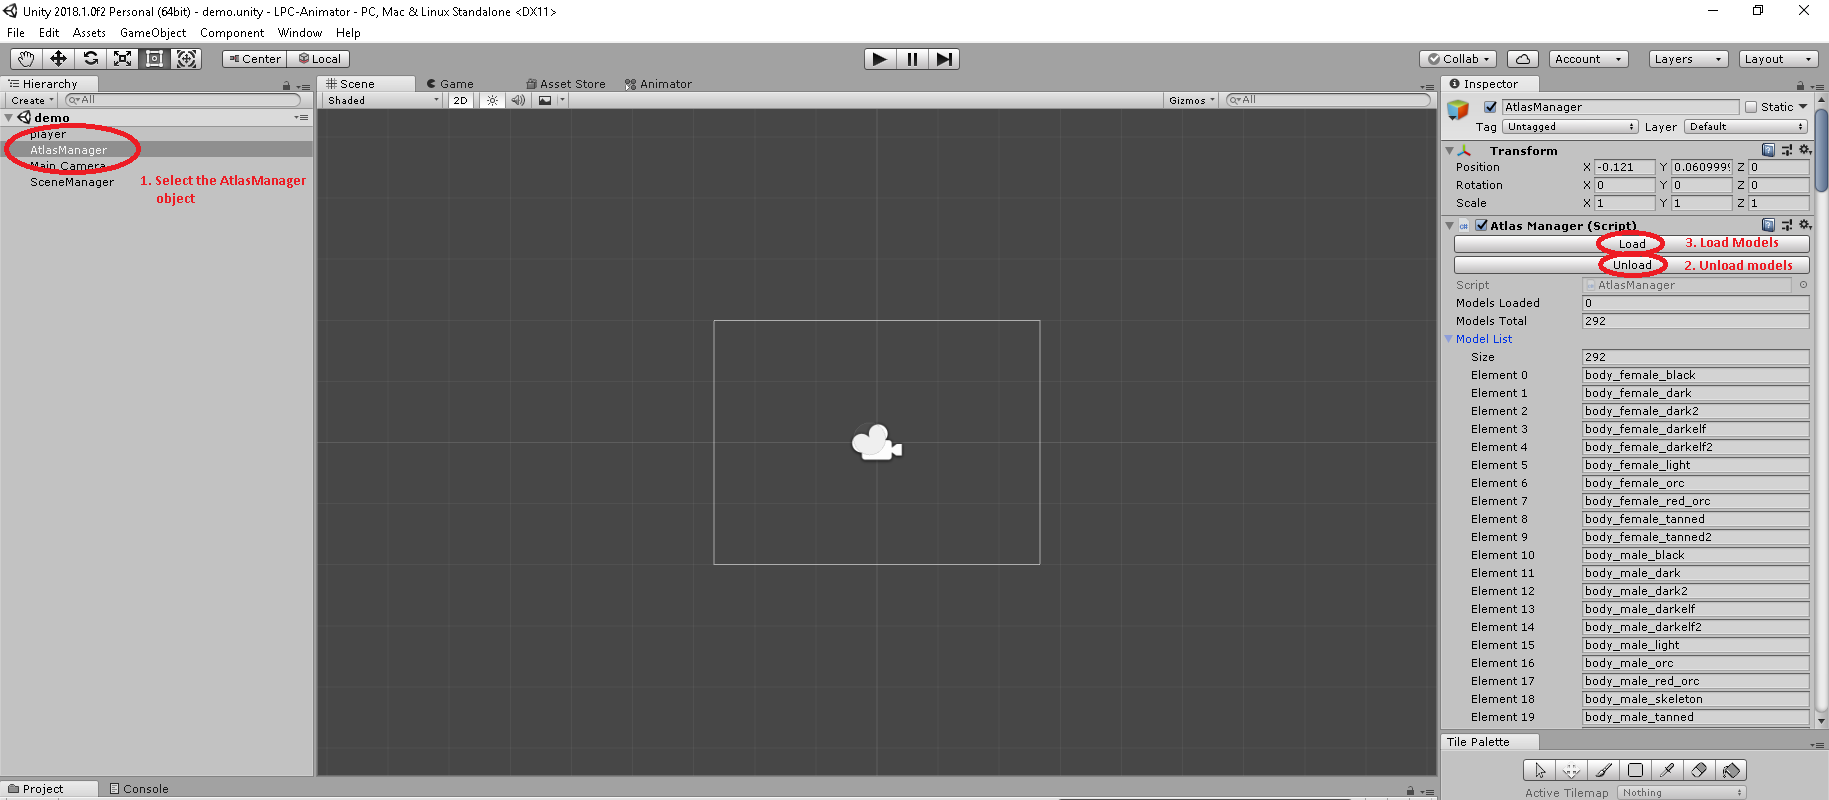 Unity 2018.1.0f2 Personal (64bit) - demo.unity - LPC-Animator - PC, Mac & Linux Standalone <DX11>
File Edit Assets GameObject Component Window Help
Center Local Collab Account Layers Layout
Hierarchy
Create All
demo
player
AtlasManager
Main Camera
SceneManager
1. Select the AtlasManager
object
Scene Game Asset Store Animator
Shaded 2D Gizmos All
Inspector
AtlasManager Static
Tag Untagged Layer Default
Transform
Position X -0.121 Y 0.0609999 Z 0
Rotation X 0 Y 0 Z 0
Scale X 1 Y 1 Z 1
Atlas Manager (Script)
Load 3. Load Models
Unload 2. Unload models
Script AtlasManager
Models Loaded 0
Models Total 292
Model List
Size 292
Element 0 body_female_black
Element 1 body_female_dark
Element 2 body_female_dark2
Element 3 body_female_darkelf
Element 4 body_female_darkelf2
Element 5 body_female_light
Element 6 body_female_orc
Element 7 body_female_red_orc
Element 8 body_female_tanned
Element 9 body_female_tanned2
Element 10 body_male_black
Element 11 body_male_dark
Element 12 body_male_dark2
Element 13 body_male_darkelf
Element 14 body_male_darkelf2
Element 15 body_male_light
Element 16 body_male_orc
Element 17 body_male_red_orc
Element 18 body_male_skeleton
Element 19 body_male_tanned
Tile Palette
Active Tilemap Nothing
Project Console